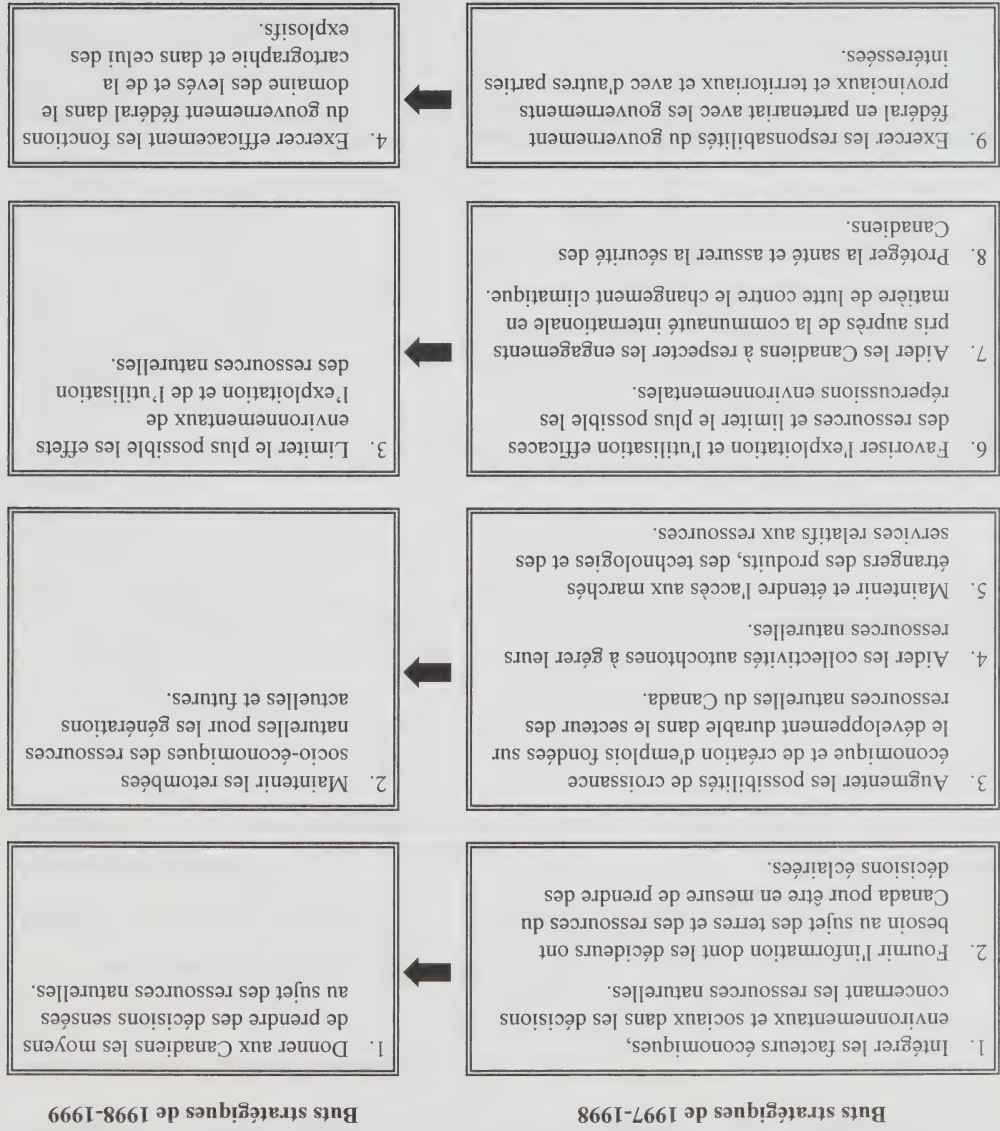 Buts stratégiques de 1997-1998
Buts stratégiques de 1998-1999
1. Intégrer les facteurs économiques,
environnementaux et sociaux dans les décisions
concernant les ressources naturelles.
2. Fournir l'information dont les décideurs ont
besoin au sujet des terres et des ressources du
Canada pour être en mesure de prendre des
décisions éclairées.
1. Donner aux Canadiens les moyens
de prendre des décisions sensées
au sujet des ressources naturelles.
3. Augmenter les possibilités de croissance
économique et de création d'emplois fondées sur
le développement durable dans le secteur des
ressources naturelles du Canada.
4. Aider les collectivités autochtones à gérer leurs
ressources naturelles.
5. Maintenir et étendre l'accès aux marchés
étrangers des produits, des technologies et des
services relatifs aux ressources.
2. Maintenir les retombées
socio-économiques des ressources
naturelles pour les générations
actuelles et futures.
6. Favoriser l'exploitation et l'utilisation efficaces
des ressources et limiter le plus possible les
répercussions environnementales.
7. Aider les Canadiens à respecter les engagements
pris auprès de la communauté internationale en
matière de lutte contre le changement climatique.
8. Protéger la santé et assurer la sécurité des
Canadiens.
3. Limiter le plus possible les effets
environnementaux de
l'exploitation et de l'utilisation
des ressources naturelles.
9. Exercer les responsabilités du gouvernement
fédéral en partenariat avec les gouvernements
provinciaux et territoriaux et avec d'autres parties
intéressées.
4. Exercer efficacement les fonctions
du gouvernement fédéral dans le
domaine des levés et de la
cartographie et dans celui des
explosifs.